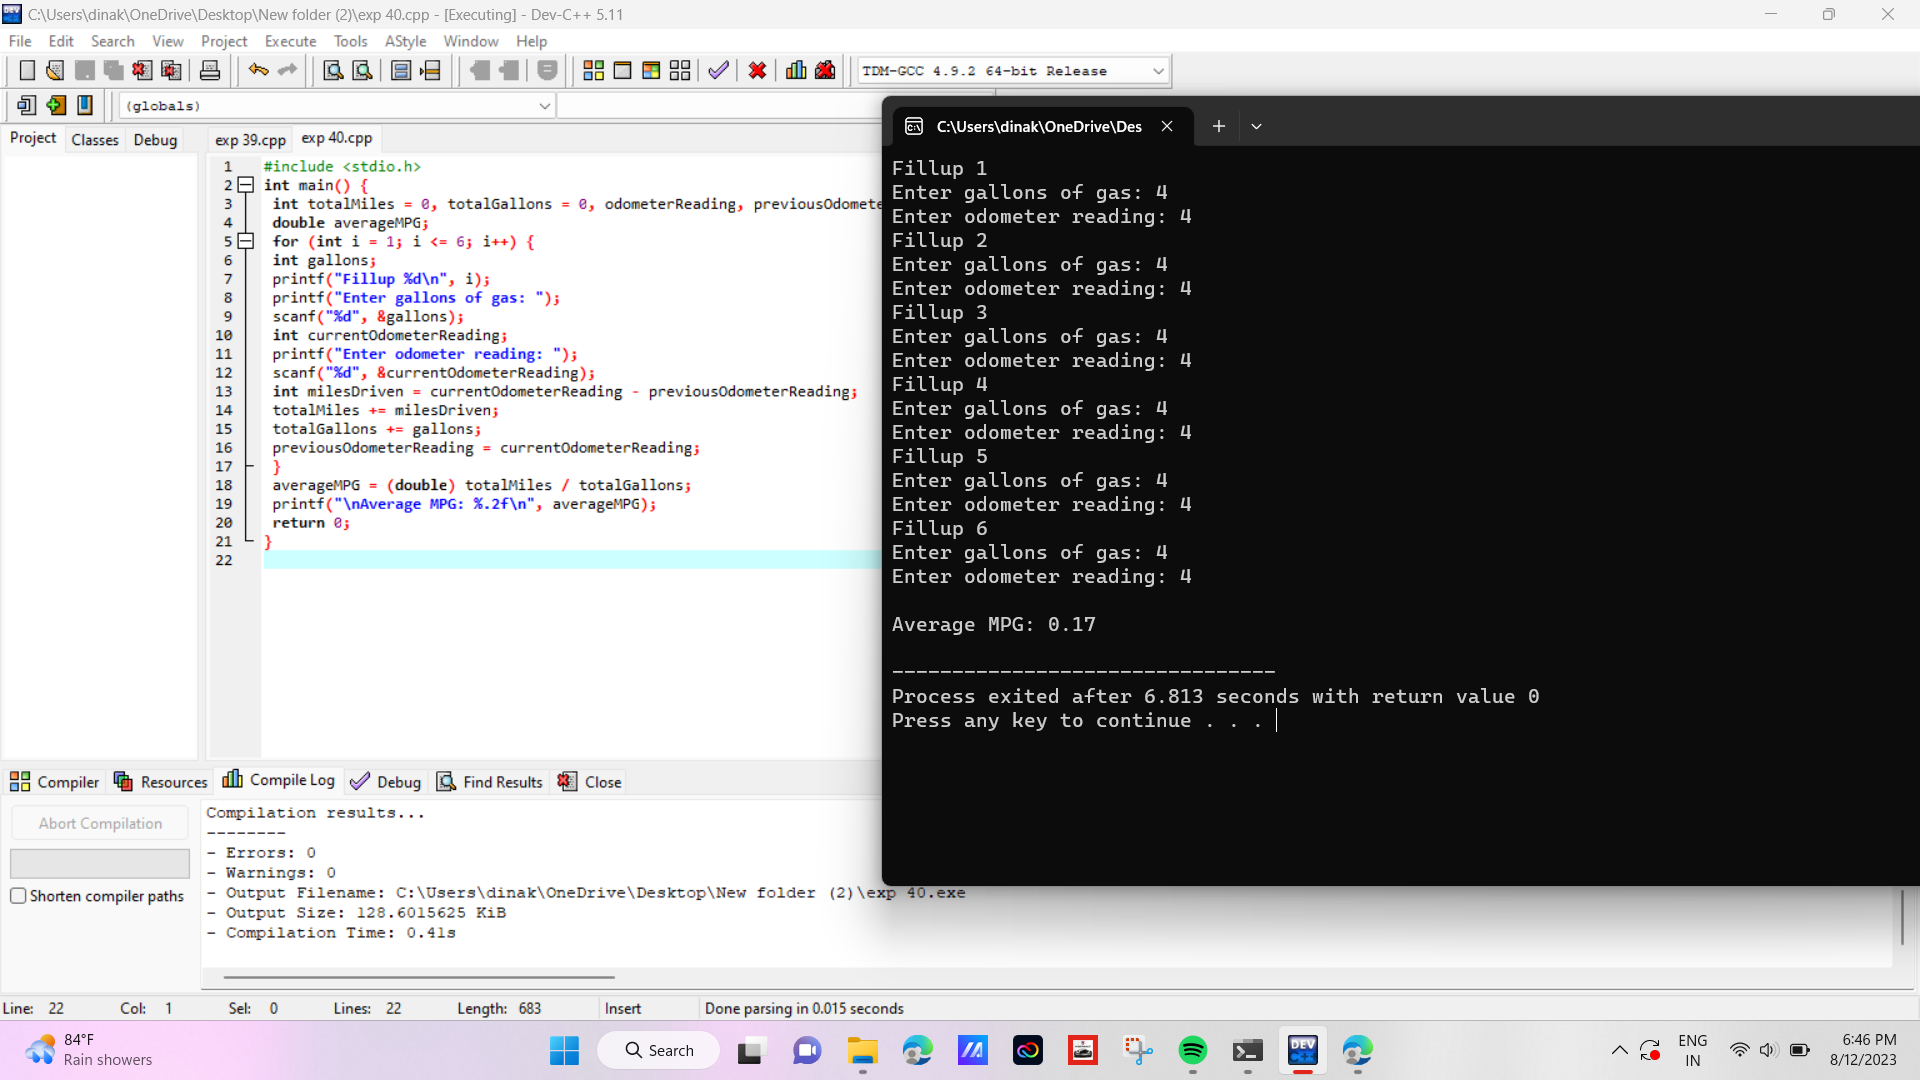 C:\Users\dinak\OneDrive\Desktop\New folder (2)\exp 40.cpp - [Executing] - Dev-C++ 5.11
File Edit Search View Project Execute Tools AStyle Window Help
TDM-GCC 4.9.2 64-bit Release
(globals)
Project Classes Debug
exp 39.cpp exp 40.cpp
1 #include <stdio.h>
2 int main() {
3 int totalMiles = 0, totalGallons = 0, odometerReading, previousOdomete
4 double averageMPG;
5 for (int i = 1; i <= 6; i++) {
6 int gallons;
7 printf("Fillup %d\n", i);
8 printf("Enter gallons of gas: ");
9 scanf("%d", &gallons);
10 int currentOdometerReading;
11 printf("Enter odometer reading: ");
12 scanf("%d", &currentOdometerReading);
13 int milesDriven = currentOdometerReading - previousOdometerReading;
14 totalMiles += milesDriven;
15 totalGallons += gallons;
16 previousOdometerReading = currentOdometerReading;
17 }
18 averageMPG = (double) totalMiles / totalGallons;
19 printf("\nAverage MPG: %.2f\n", averageMPG);
20 return 0;
21 }
22
C:\Users\dinak\OneDrive\Des
Fillup 1
Enter gallons of gas: 4
Enter odometer reading: 4
Fillup 2
Enter gallons of gas: 4
Enter odometer reading: 4
Fillup 3
Enter gallons of gas: 4
Enter odometer reading: 4
Fillup 4
Enter gallons of gas: 4
Enter odometer reading: 4
Fillup 5
Enter gallons of gas: 4
Enter odometer reading: 4
Fillup 6
Enter gallons of gas: 4
Enter odometer reading: 4
Average MPG: 0.17
--------------------------------
Process exited after 6.813 seconds with return value 0
Press any key to continue . . .
Compiler Resources Compile Log Debug Find Results Close
Abort Compilation
Shorten compiler paths
Compilation results...
--------
- Errors: 0
- Warnings: 0
- Output Filename: C:\Users\dinak\OneDrive\Desktop\New folder (2)\exp 40.exe
- Output Size: 128.6015625 KiB
- Compilation Time: 0.41s
Line: 22 Col: 1 Sel: 0 Lines: 22 Length: 683 Insert Done parsing in 0.015 seconds
84°F
Rain showers
Search
DEV
C++
ENG
IN
6:46 PM
8/12/2023